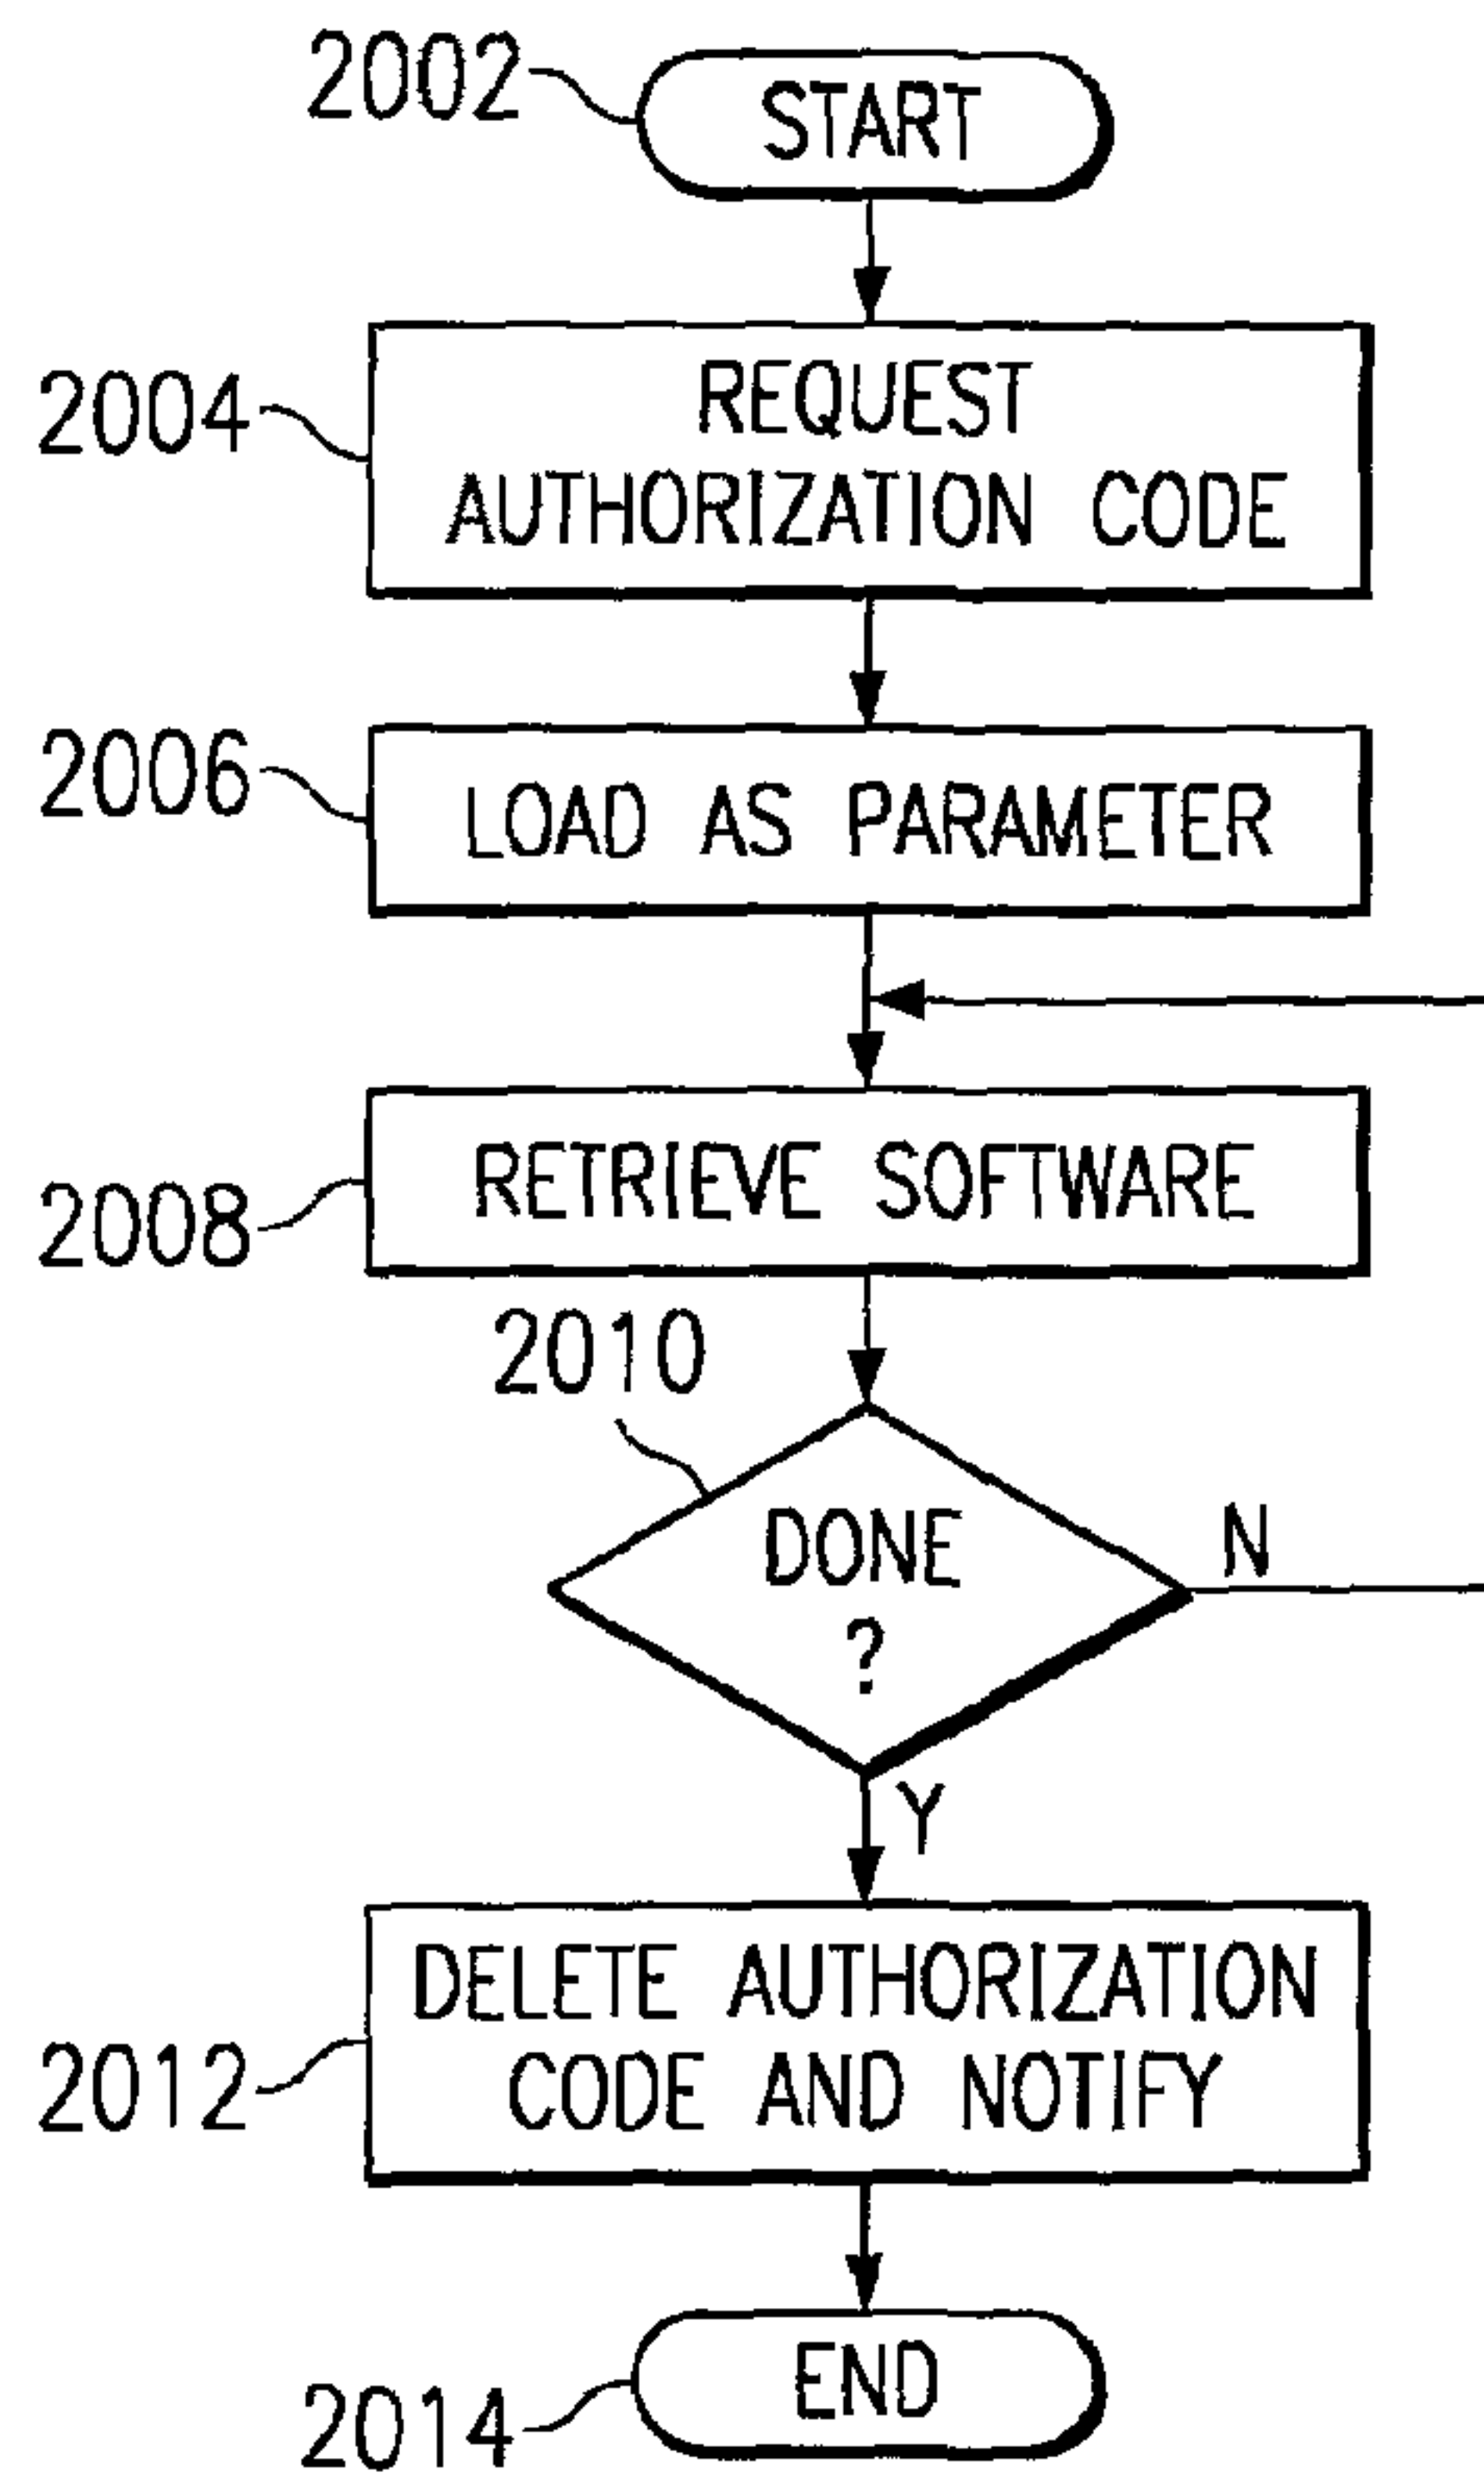 2002
START
2004
REQUEST
AUTHORIZATION CODE
2006
LOAD AS PARAMETER
2008
RETRIEVE SOFTWARE
2010
DONE
?
N
Y
2012
DELETE AUTHORIZATION
CODE AND NOTIFY
2014
END